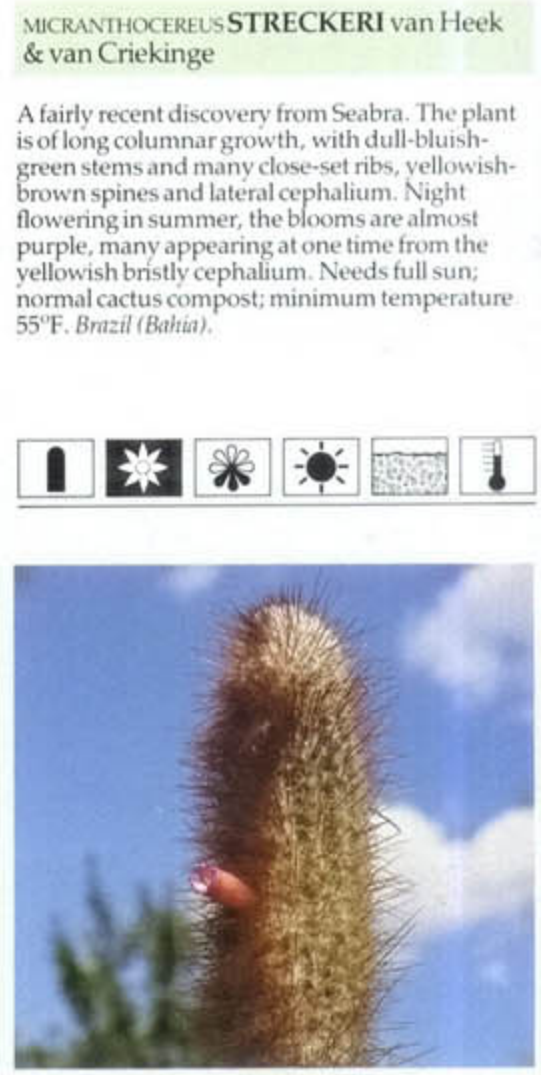 MICRANTHOCEREUS STRECKERI van Heek
& van Criekinge
A fairly recent discovery from Seabra. The plant
is of long columnar growth, with dull-bluish-
green stems and many close-set ribs, yellowish-
brown spines and lateral cephalium. Night
flowering in summer, the blooms are almost
purple, many appearing at one time from the
yellowish bristly cephalium. Needs full sun;
normal cactus compost; minimum temperature
55°F. Brazil (Bahia).